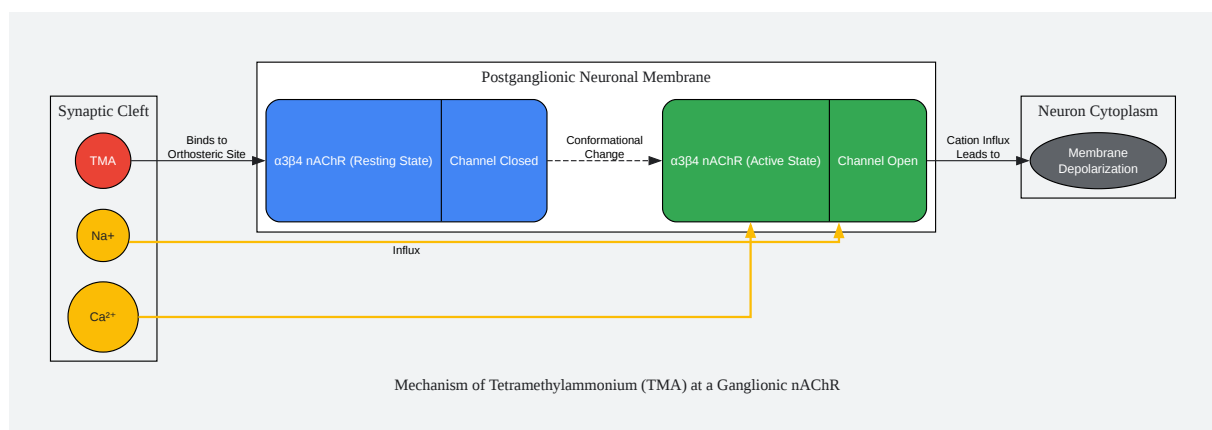 Postganglionic Neuronal Membrane
Synaptic Cleft
Neuron Cytoplasm
TMA
Binds to
Orthosteric Site
α3β4 nAChR (Resting State)
Channel Closed
Conformational
Change
α3β4 nAChR (Active State)
Channel Open
Cation Influx
Leads to
Membrane
Depolarization
Na+
Influx
Ca²⁺
Mechanism of Tetramethylammonium (TMA) at a Ganglionic nAChR